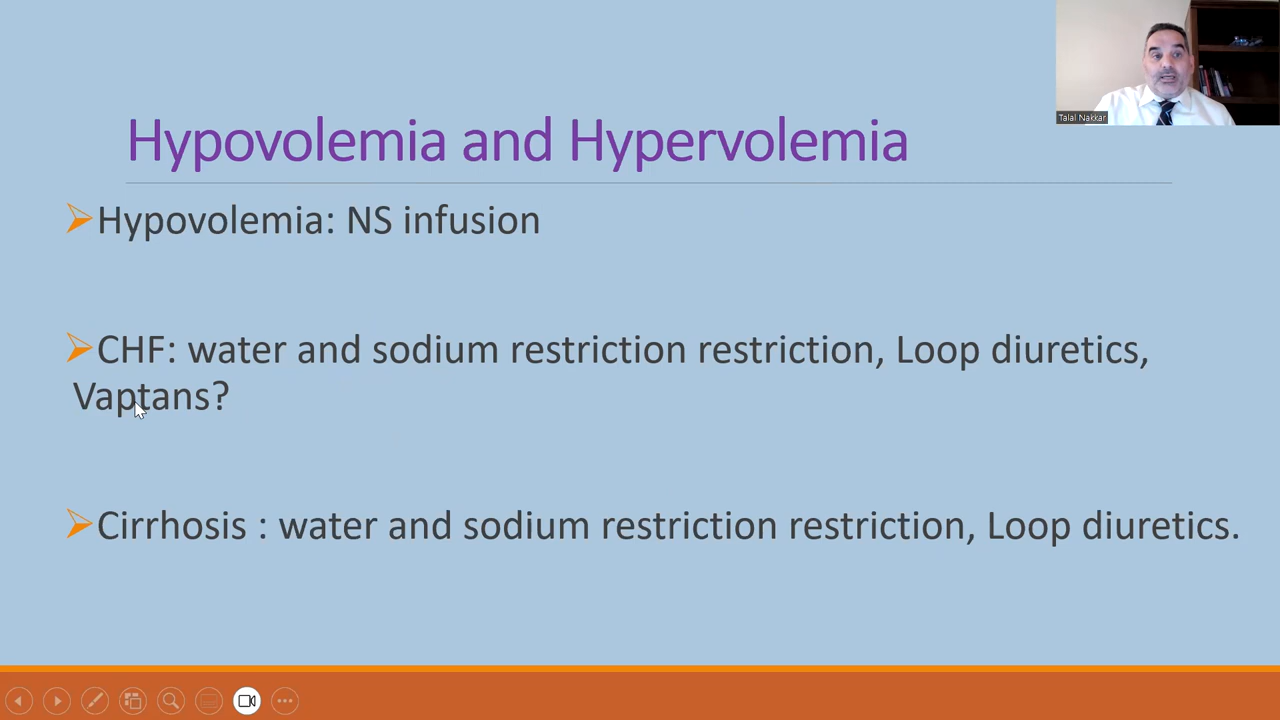 Talal Nakkar
Hypovolemia and Hypervolemia
Hypovolemia: NS infusion
CHF: water and sodium restriction restriction, Loop diuretics,
Vaptans?
Cirrhosis : water and sodium restriction restriction, Loop diuretics.